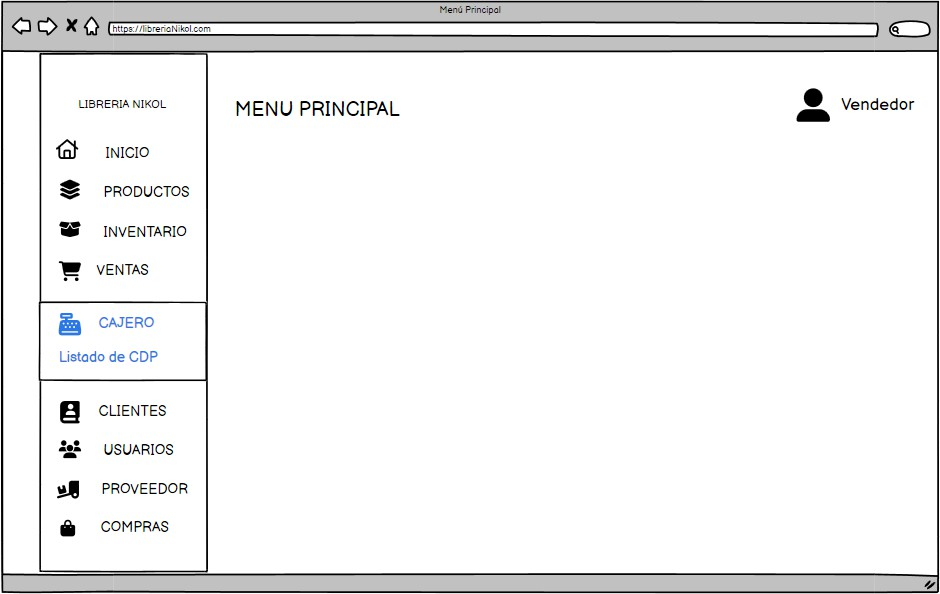 Menú Principal
https://libreriaNikol.com
LIBRERIA NIKOL
MENU PRINCIPAL
Vendedor
INICIO
PRODUCTOS
INVENTARIO
VENTAS
CAJERO
Listado de CDP
CLIENTES
USUARIOS
PROVEEDOR
COMPRAS